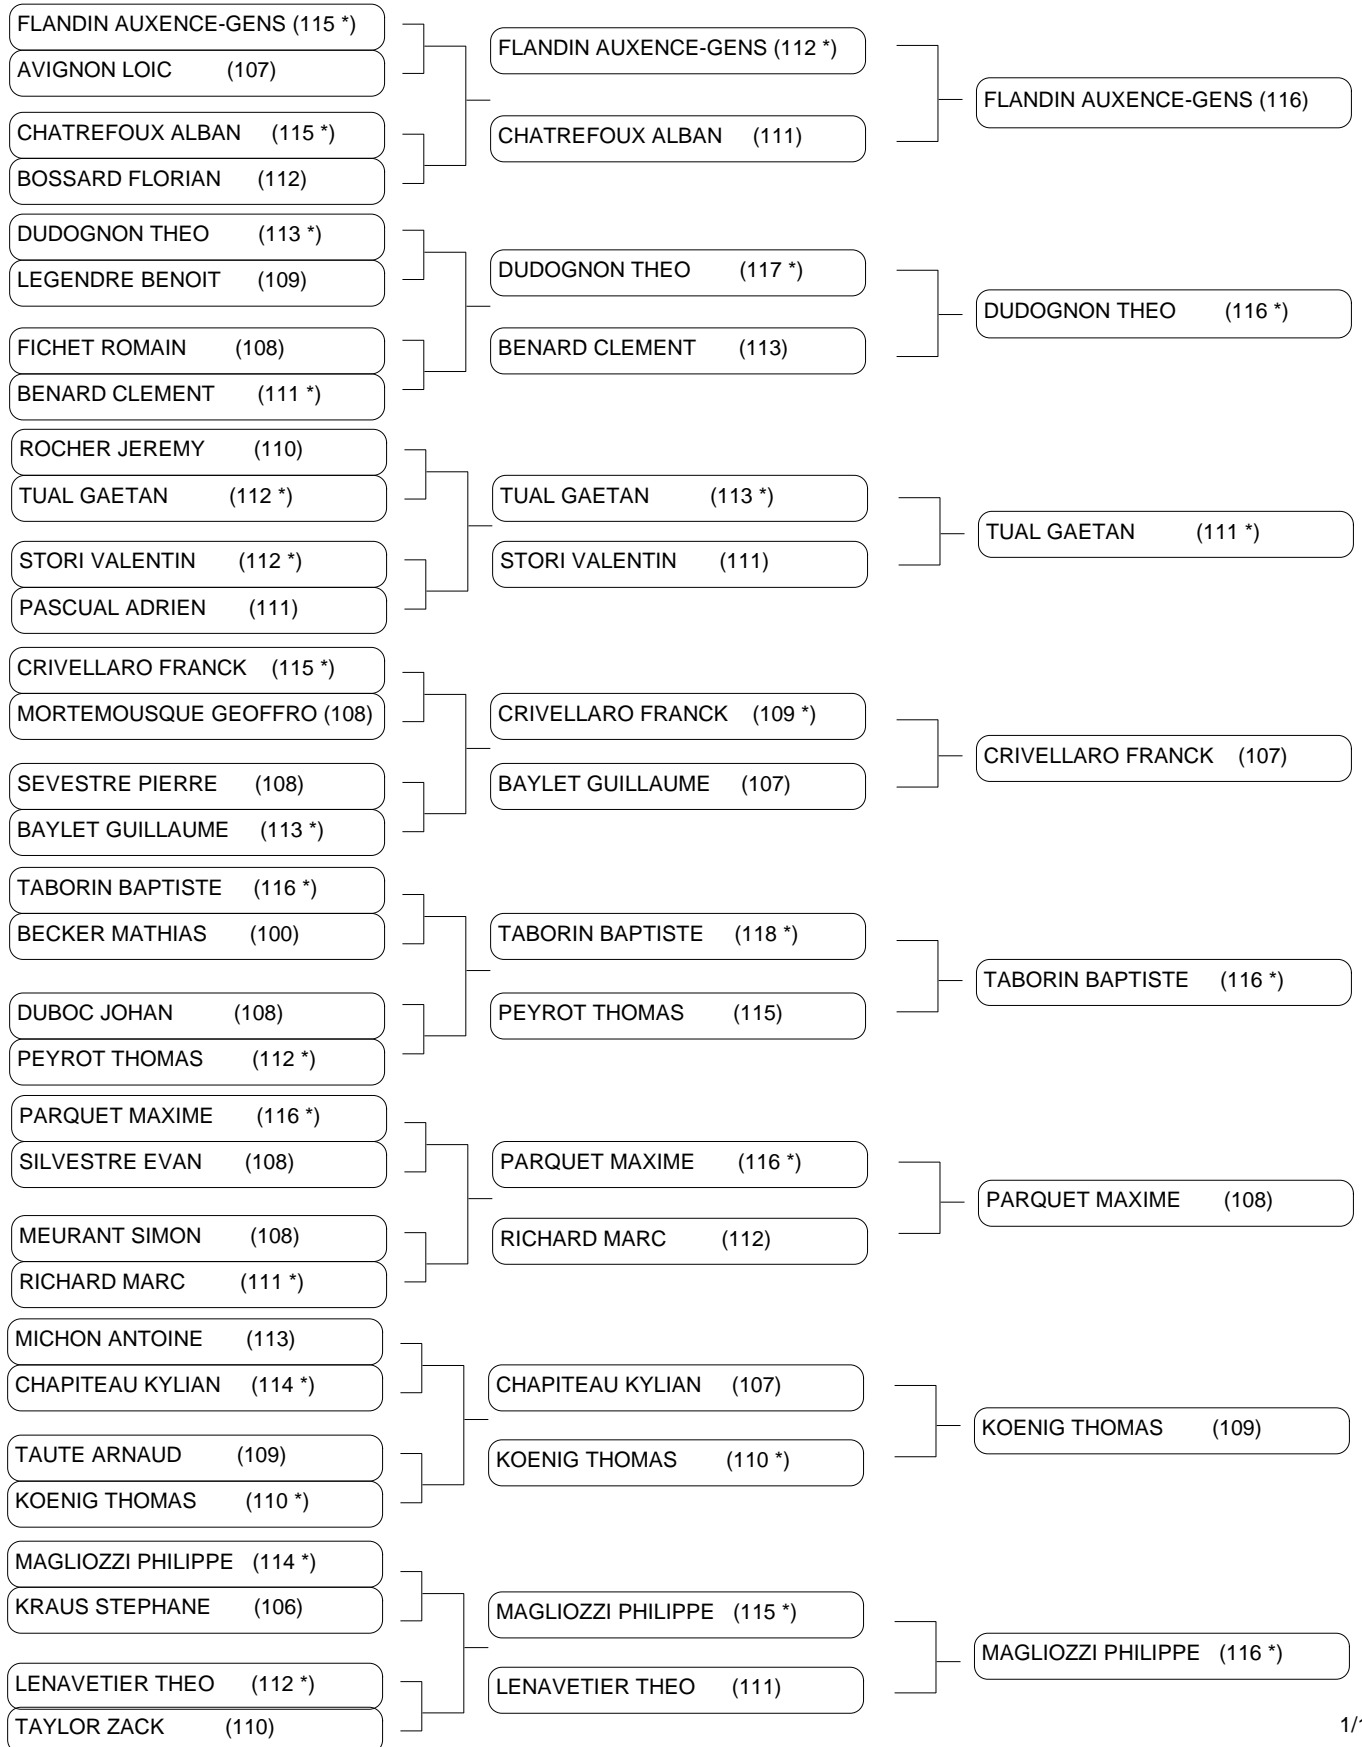 FLANDIN AUXENCE-GENS (115 *)
AVIGNON LOIC (107)
CHATREFOUX ALBAN (115 *)
BOSSARD FLORIAN (112)
DUDOGNON THEO (113 *)
LEGENDRE BENOIT (109)
FICHET ROMAIN (108)
BENARD CLEMENT (111 *)
ROCHER JEREMY (110)
TUAL GAETAN (112 *)
STORI VALENTIN (112 *)
PASCUAL ADRIEN (111)
CRIVELLARO FRANCK (115 *)
MORTEMOUSQUE GEOFFRO (108)
SEVESTRE PIERRE (108)
BAYLET GUILLAUME (113 *)
TABORIN BAPTISTE (116 *)
BECKER MATHIAS (100)
DUBOC JOHAN (108)
PEYROT THOMAS (112 *)
PARQUET MAXIME (116 *)
SILVESTRE EVAN (108)
MEURANT SIMON (108)
RICHARD MARC (111 *)
MICHON ANTOINE (113)
CHAPITEAU KYLIAN (114 *)
TAUTE ARNAUD (109)
KOENIG THOMAS (110 *)
MAGLIOZZI PHILIPPE (114 *)
KRAUS STEPHANE (106)
LENAVETIER THEO (112 *)
TAYLOR ZACK (110)
FLANDIN AUXENCE-GENS (112 *)
CHATREFOUX ALBAN (111)
DUDOGNON THEO (117 *)
BENARD CLEMENT (113)
TUAL GAETAN (113 *)
STORI VALENTIN (111)
CRIVELLARO FRANCK (109 *)
BAYLET GUILLAUME (107)
TABORIN BAPTISTE (118 *)
PEYROT THOMAS (115)
PARQUET MAXIME (116 *)
RICHARD MARC (112)
CHAPITEAU KYLIAN (107)
KOENIG THOMAS (110 *)
MAGLIOZZI PHILIPPE (115 *)
LENAVETIER THEO (111)
FLANDIN AUXENCE-GENS (116)
DUDOGNON THEO (116 *)
TUAL GAETAN (111 *)
CRIVELLARO FRANCK (107)
TABORIN BAPTISTE (116 *)
PARQUET MAXIME (108)
KOENIG THOMAS (109)
MAGLIOZZI PHILIPPE (116 *)
1/1